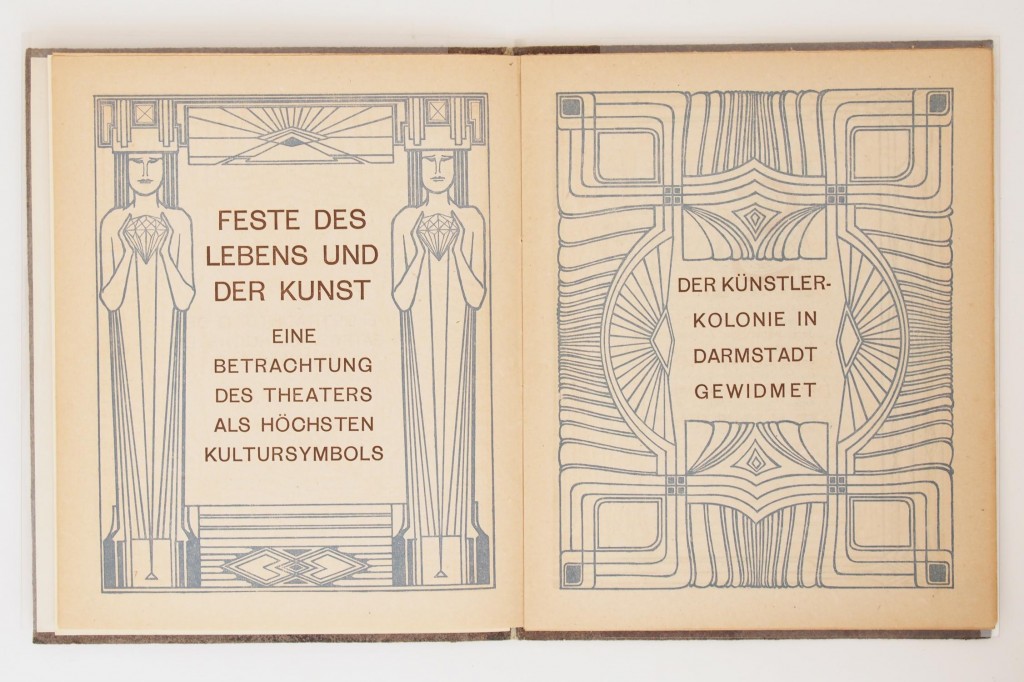 FESTE DES
LEBENS UND
DER KUNST
EINE
BETRACHTUNG
DES THEATERS
ALS HÖCHSTEN
KULTURSYMBOLS
DER KÜNSTLER-
KOLONIE IN
DARMSTADT
GEWIDMET